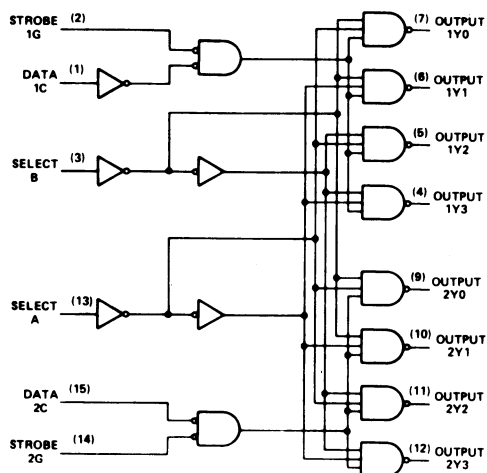 STROBE (2)
1G
DATA (1)
1C
SELECT (3)
B
SELECT (13)
A
DATA (15)
2C
STROBE (14)
2G
(7) OUTPUT
1Y0
(6) OUTPUT
1Y1
(5) OUTPUT
1Y2
(4) OUTPUT
1Y3
(9) OUTPUT
2Y0
(10) OUTPUT
2Y1
(11) OUTPUT
2Y2
(12) OUTPUT
2Y3